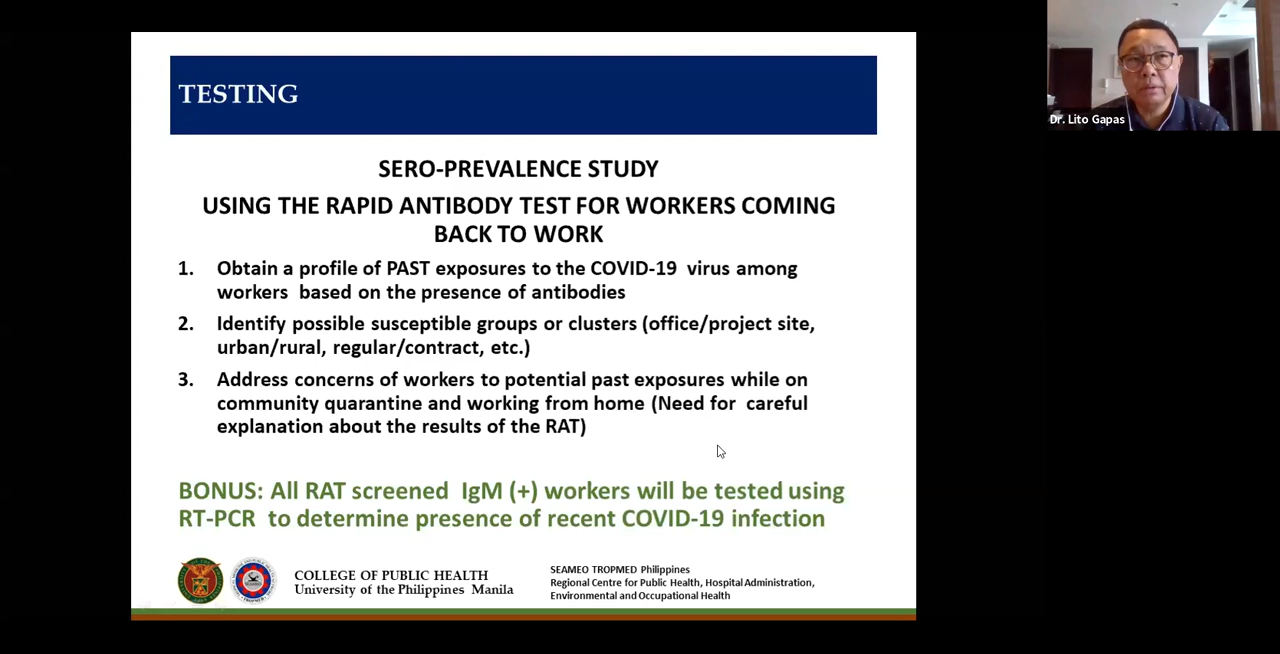 TESTING
SERO-PREVALENCE STUDY
USING THE RAPID ANTIBODY TEST FOR WORKERS COMING
BACK TO WORK
1. Obtain a profile of PAST exposures to the COVID-19 virus among
workers based on the presence of antibodies
2. Identify possible susceptible groups or clusters (office/project site,
urban/rural, regular/contract, etc.)
3. Address concerns of workers to potential past exposures while on
community quarantine and working from home (Need for careful
explanation about the results of the RAT)
BONUS: All RAT screened IgM (+) workers will be tested using
RT-PCR to determine presence of recent COVID-19 infection
COLLEGE OF PUBLIC HEALTH
University of the Philippines Manila
SEAMEO TROPMED Philippines
Regional Centre for Public Health, Hospital Administration,
Environmental and Occupational Health
Dr. Lito Gapas